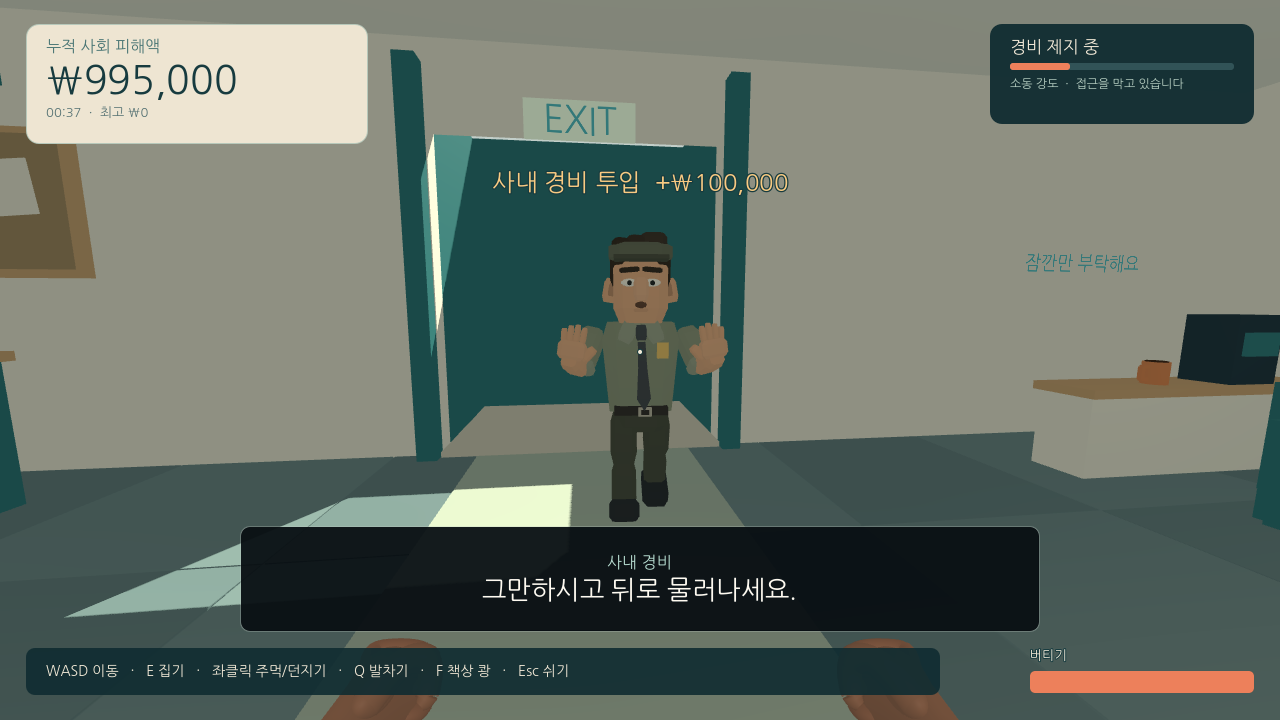 누적 사회 피해액
₩995,000
00:37 · 최고 ₩0
경비 제지 중
소동 강도 · 접근을 막고 있습니다
EXIT
사내 경비 투입 +₩100,000
잠깐만 부탁해요
사내 경비
그만하시고 뒤로 물러나세요.
WASD 이동 · E 집기 · 좌클릭 주먹/던지기 · Q 발차기 · F 책상 쾅 · Esc 쉬기
버티기